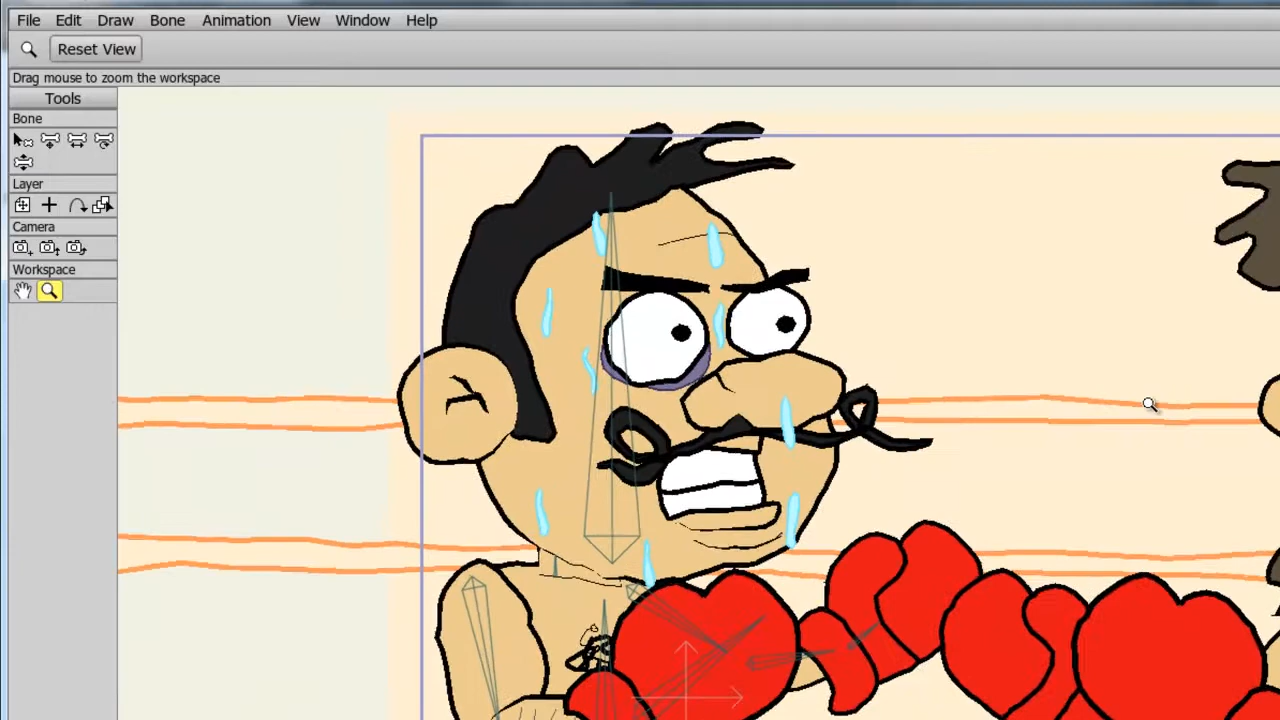 File Edit Draw Bone Animation View Window Help
Reset View
Drag mouse to zoom the workspace
Tools
Bone
Layer
Camera
Workspace